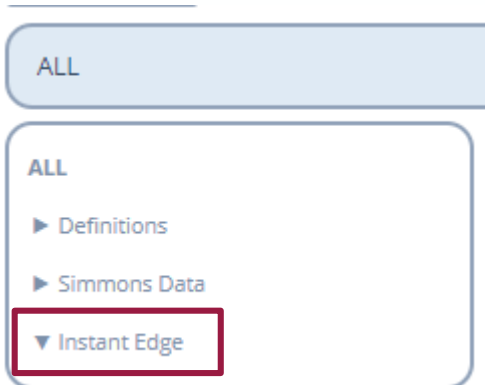 ALL
ALL
▶ Definitions
▶ Simmons Data
▼ Instant Edge